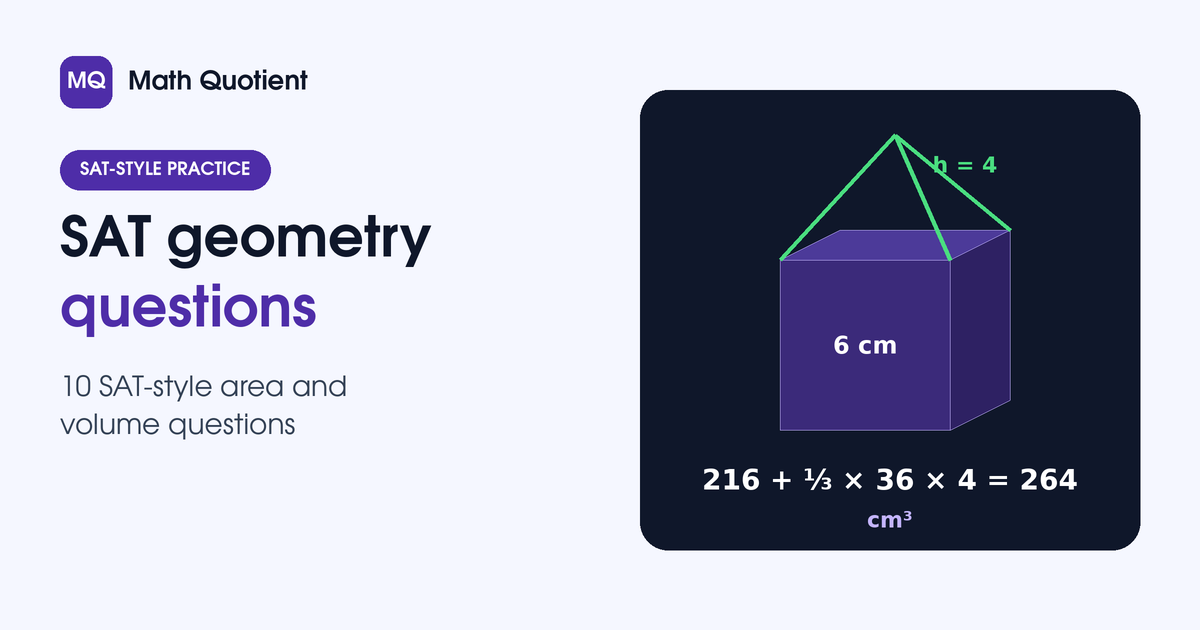 MQ
Math Quotient
SAT-STYLE PRACTICE
SAT geometry
questions
10 SAT-style area and
volume questions
h = 4
6 cm
216 + ⅓ × 36 × 4 = 264
cm³